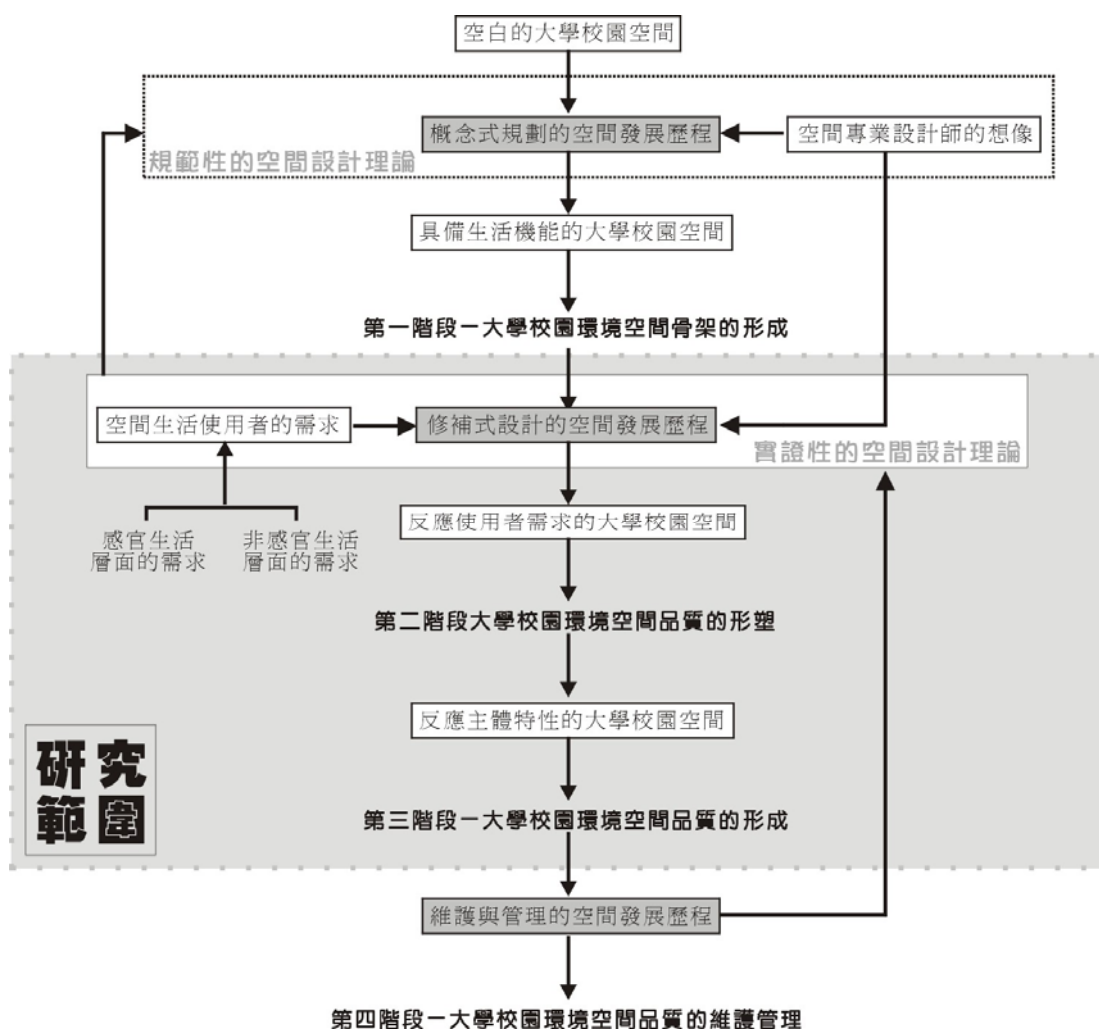 空白的大學校園空間
概念式規劃的空間發展歷程
空間專業設計師的想像
規範性的空間設計理論
具備生活機能的大學校園空間
第一階段－大學校園環境空間骨架的形成
空間生活使用者的需求
修補式設計的空間發展歷程
實證性的空間設計理論
感官生活
層面的需求
非感官生活
層面的需求
反應使用者需求的大學校園空間
第二階段大學校園環境空間品質的形塑
反應主體特性的大學校園空間
研究
範圍
第三階段－大學校園環境空間品質的形成
維護與管理的空間發展歷程
第四階段－大學校園環境空間品質的維護管理